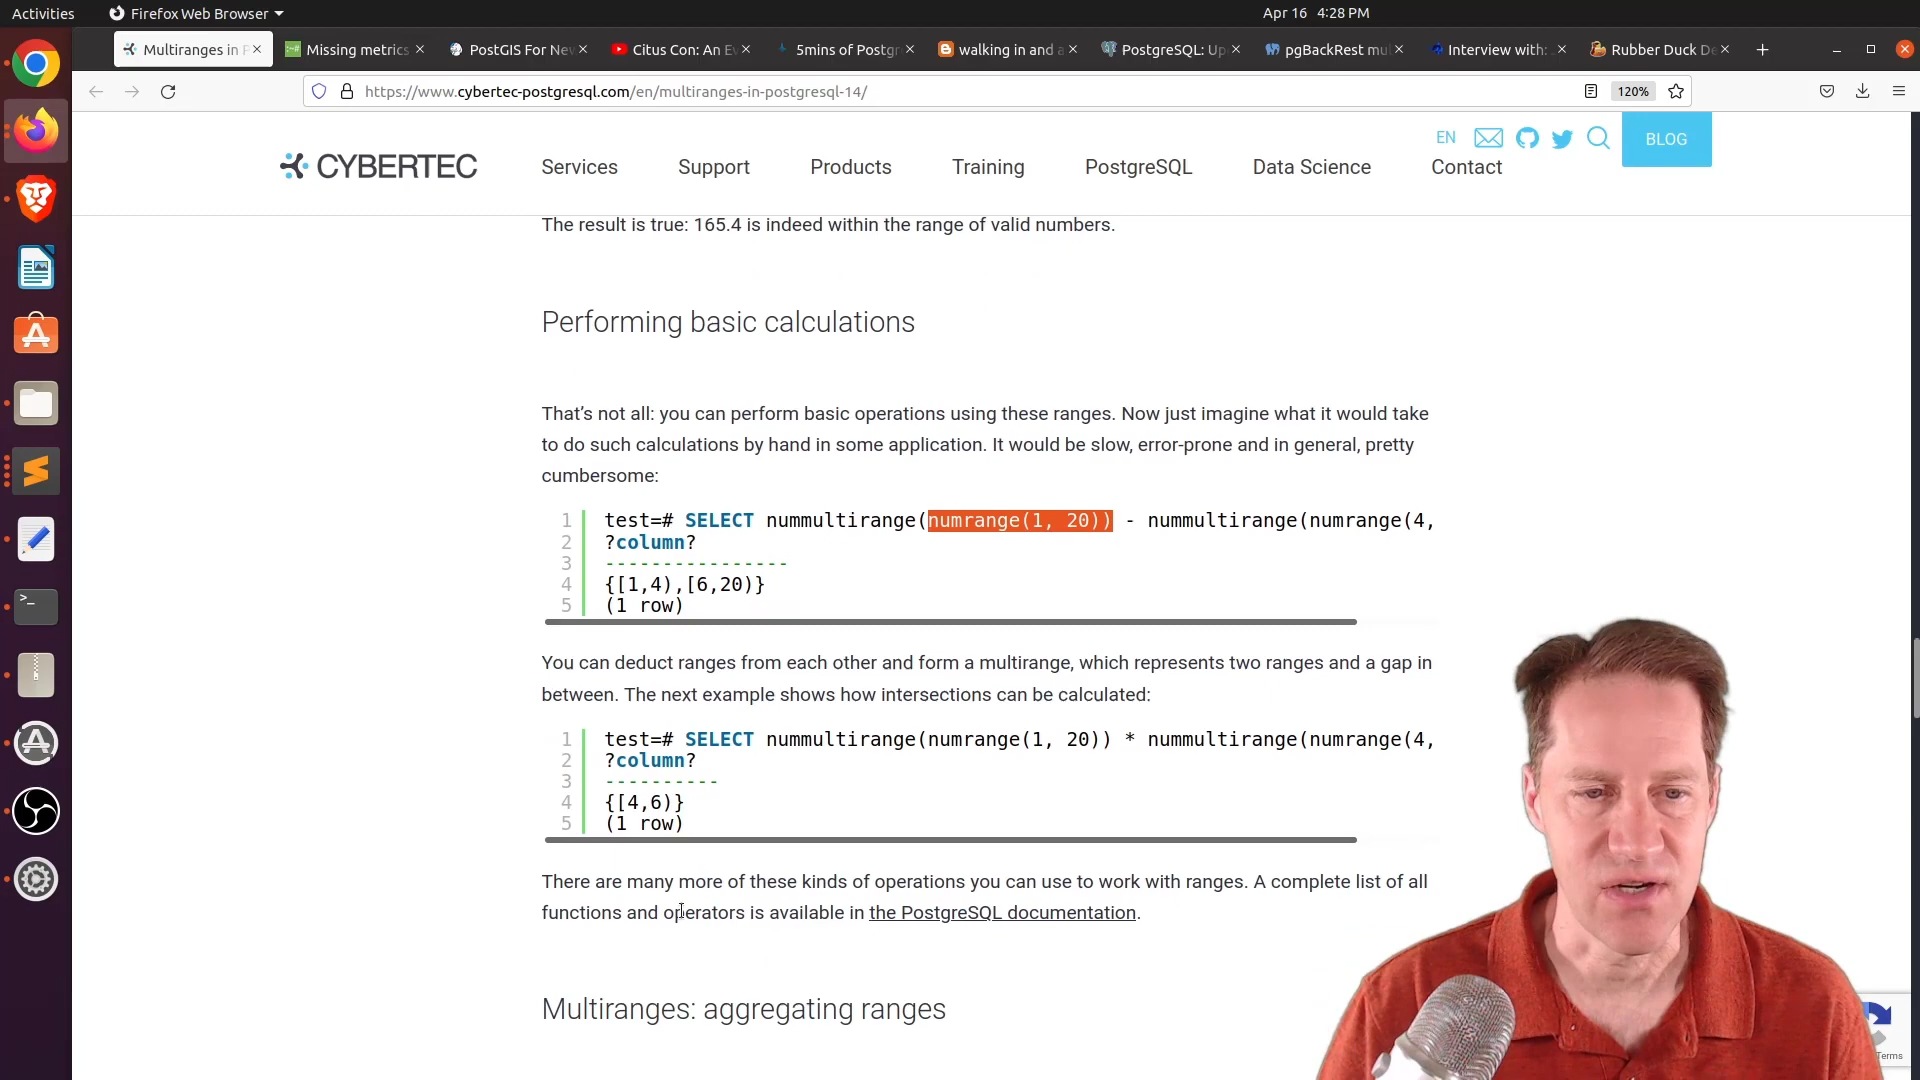 Activities
Firefox Web Browser
Apr 16 4:28 PM
Multiranges in P
Missing metrics
PostGIS For New
Citus Con: An Ev
5mins of Postgr
walking in and a
PostgreSQL: Up
pgBackRest mul
Interview with:
Rubber Duck De
https://www.cybertec-postgresql.com/en/multiranges-in-postgresql-14/
120%
EN
BLOG
CYBERTEC
Services
Support
Products
Training
PostgreSQL
Data Science
Contact
The result is true: 165.4 is indeed within the range of valid numbers.
Performing basic calculations
That’s not all: you can perform basic operations using these ranges. Now just imagine what it would take
to do such calculations by hand in some application. It would be slow, error-prone and in general, pretty
cumbersome:
1 test=# SELECT nummultirange(numrange(1, 20)) - nummultirange(numrange(4,
2 ?column?
3 ----------------
4 {[1,4),[6,20)}
5 (1 row)
You can deduct ranges from each other and form a multirange, which represents two ranges and a gap in
between. The next example shows how intersections can be calculated:
1 test=# SELECT nummultirange(numrange(1, 20)) * nummultirange(numrange(4,
2 ?column?
3 ----------
4 {[4,6)}
5 (1 row)
There are many more of these kinds of operations you can use to work with ranges. A complete list of all
functions and operators is available in the PostgreSQL documentation.
Multiranges: aggregating ranges
Terms